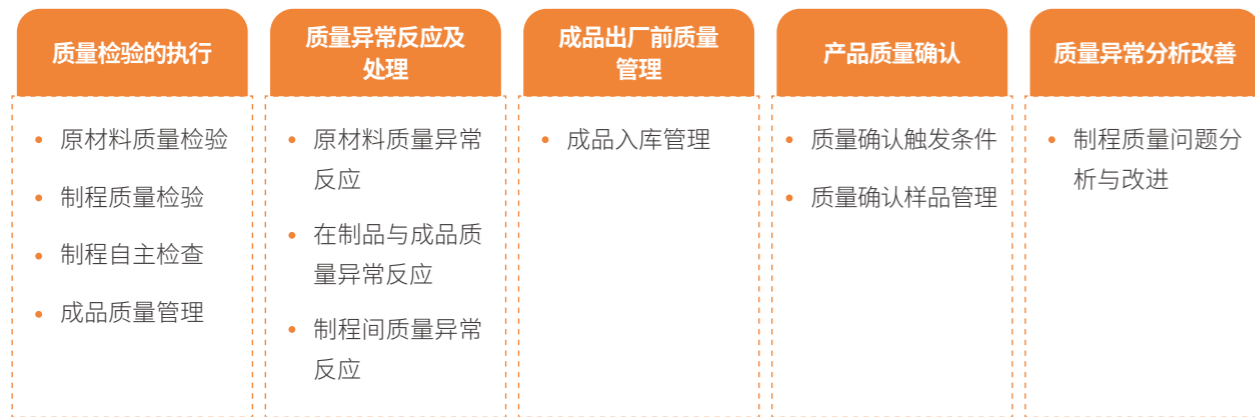 质量检验的执行
原材料质量检验
制程质量检验
制程自主检查
成品质量管理
质量异常反应及
处理
原材料质量异常
反应
在制品与成品质
量异常反应
制程间质量异常
反应
成品出厂前质量
管理
成品入库管理
产品质量确认
质量确认触发条件
质量确认样品管理
质量异常分析改善
制程质量问题分
析与改进